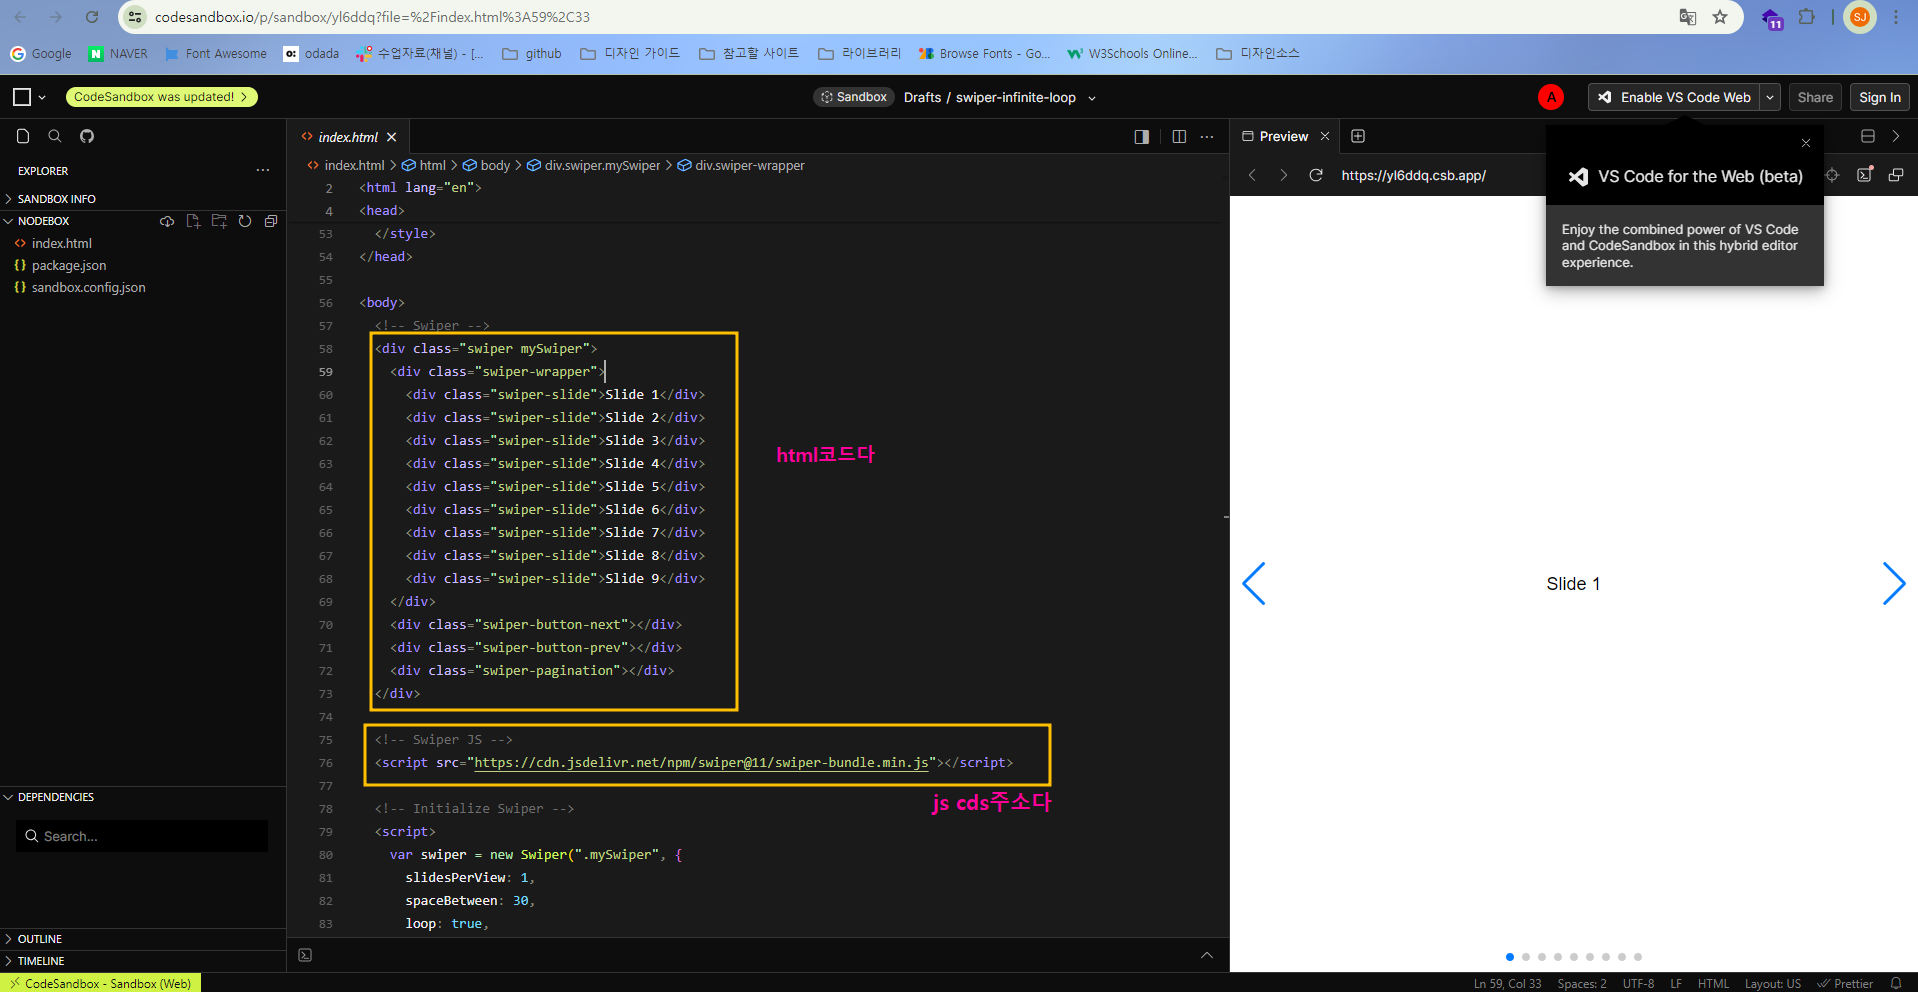 codesandbox.io/p/sandbox/yl6ddq?file=%2Findex.html%3A59%2C33
11
SJ
Google
NAVER
Font Awesome
odada
수업자료(채널) - [...
github
디자인 가이드
참고할 사이트
라이브러리
Browse Fonts - Go...
W3Schools Online...
디자인소스
CodeSandbox was updated!
Sandbox
Drafts / swiper-infinite-loop
A
Enable VS Code Web
Share
Sign In
index.html
Preview
EXPLORER
index.html > html > body > div.swiper.mySwiper > div.swiper-wrapper
https://yl6ddq.csb.app/
VS Code for the Web (beta)
Enjoy the combined power of VS Code
and CodeSandbox in this hybrid editor
experience.
SANDBOX INFO
NODEBOX
index.html
package.json
sandbox.config.json
2 <html lang="en">
4 <head>
53 </style>
54 </head>
55
56 <body>
57 <!-- Swiper -->
58 <div class="swiper mySwiper">
59 <div class="swiper-wrapper">
60 <div class="swiper-slide">Slide 1</div>
61 <div class="swiper-slide">Slide 2</div>
62 <div class="swiper-slide">Slide 3</div>
63 <div class="swiper-slide">Slide 4</div>
64 <div class="swiper-slide">Slide 5</div>
65 <div class="swiper-slide">Slide 6</div>
66 <div class="swiper-slide">Slide 7</div>
67 <div class="swiper-slide">Slide 8</div>
68 <div class="swiper-slide">Slide 9</div>
69 </div>
70 <div class="swiper-button-next"></div>
71 <div class="swiper-button-prev"></div>
72 <div class="swiper-pagination"></div>
73 </div>
74
75 <!-- Swiper JS -->
76 <script src="https://cdn.jsdelivr.net/npm/swiper@11/swiper-bundle.min.js"></script>
77
78 <!-- Initialize Swiper -->
79 <script>
80 var swiper = new Swiper(".mySwiper", {
81 slidesPerView: 1,
82 spaceBetween: 30,
83 loop: true,
html코드다
js cds주소다
Slide 1
DEPENDENCIES
Search...
OUTLINE
TIMELINE
CodeSandbox - Sandbox (Web)
Ln 59, Col 33
Spaces: 2
UTF-8
LF
HTML
Layout: US
Prettier